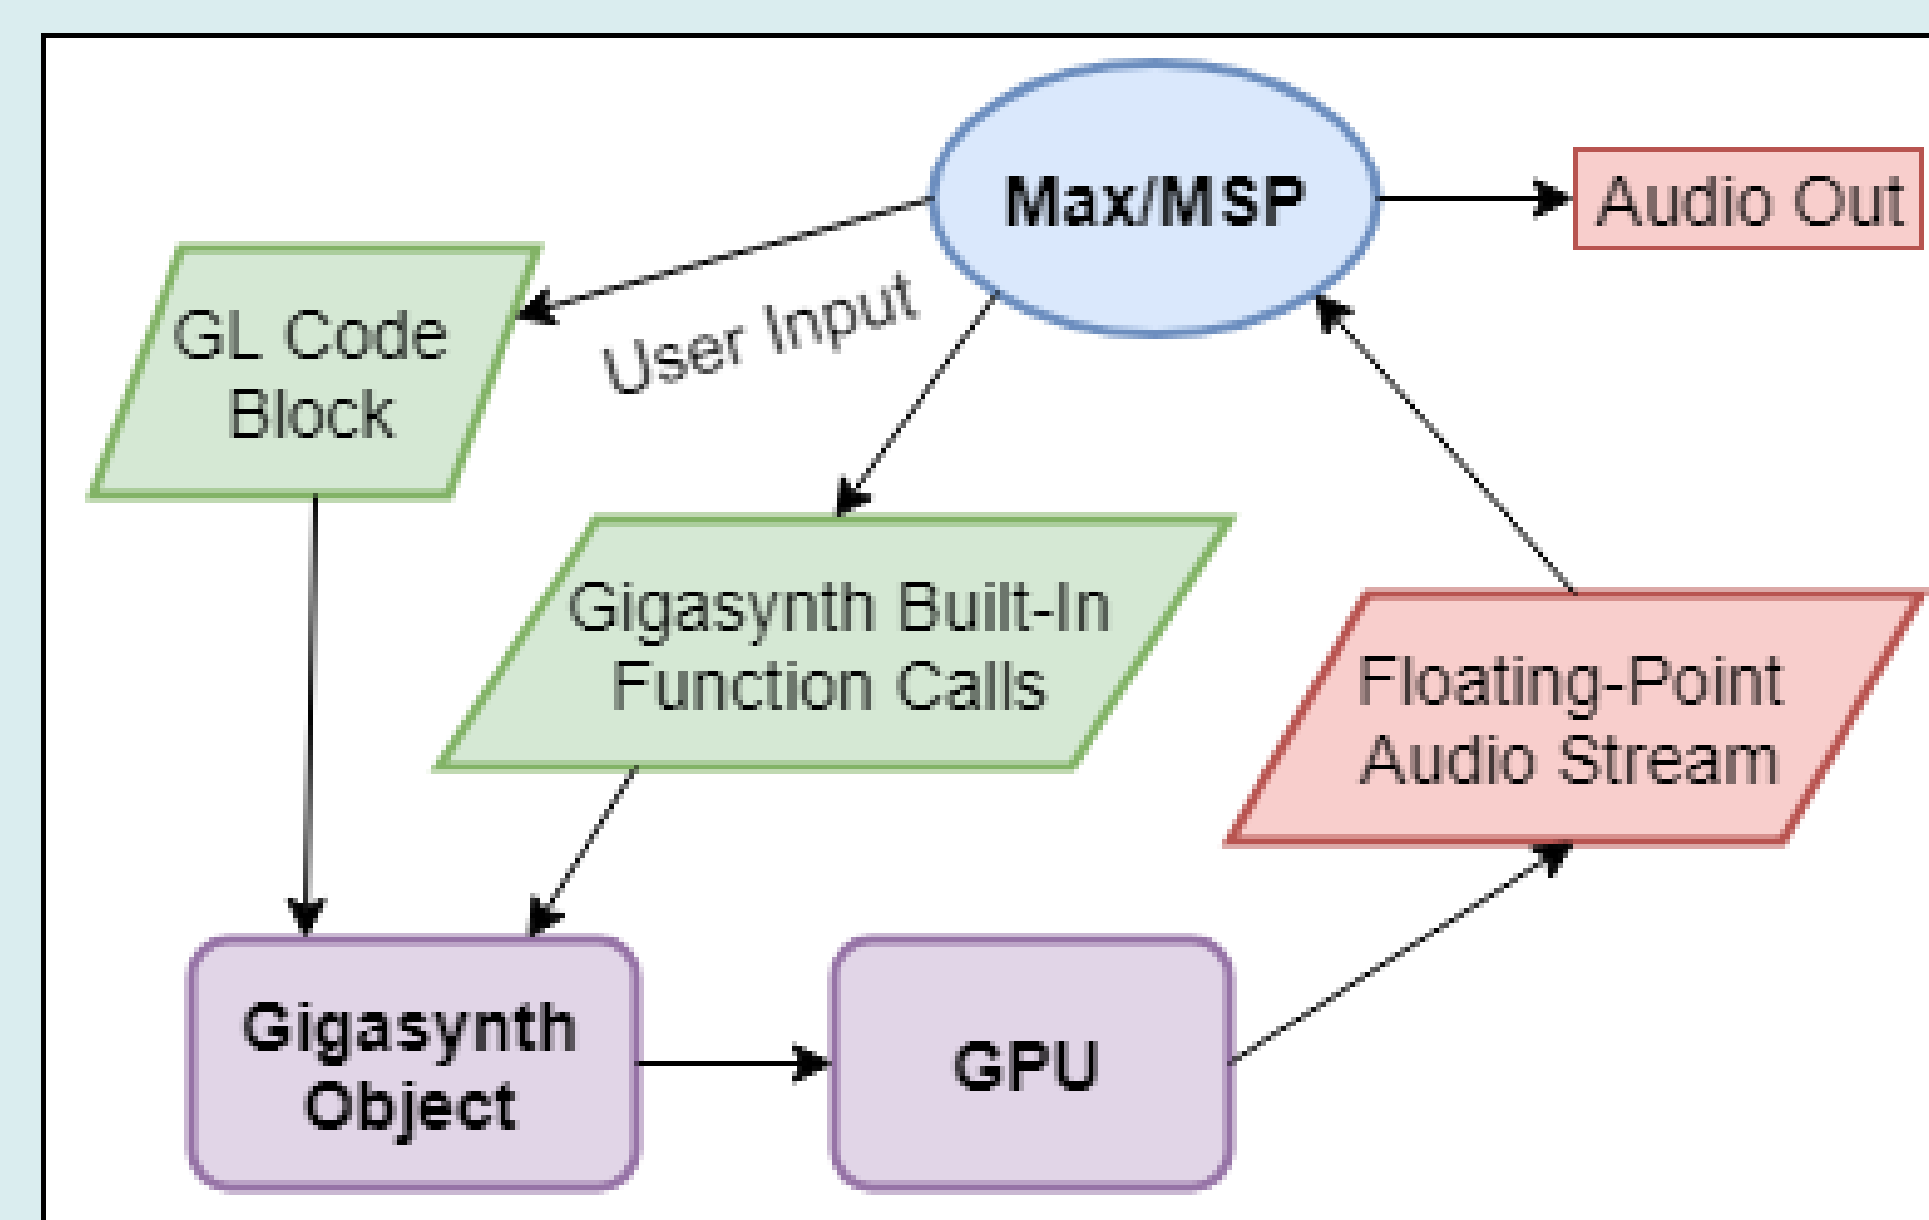 Max/MSP
Audio Out
GL Code
Block
User Input
Gigasynth Built-In
Function Calls
Floating-Point
Audio Stream
Gigasynth
Object
GPU